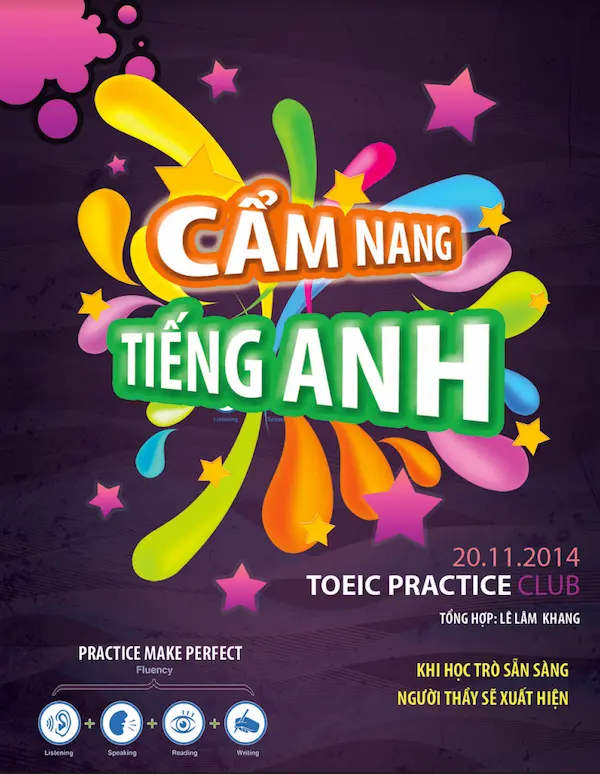 CẨM NANG
TIẾNG ANH
Listening
20.11.2014
TOEIC PRACTICE CLUB
TỔNG HỢP: LÊ LÂM KHANG
PRACTICE MAKE PERFECT
Fluency
+ + +
Listening Speaking Reading Writing
KHI HỌC TRÒ SẴN SÀNG
NGƯỜI THẦY SẼ XUẤT HIỆN